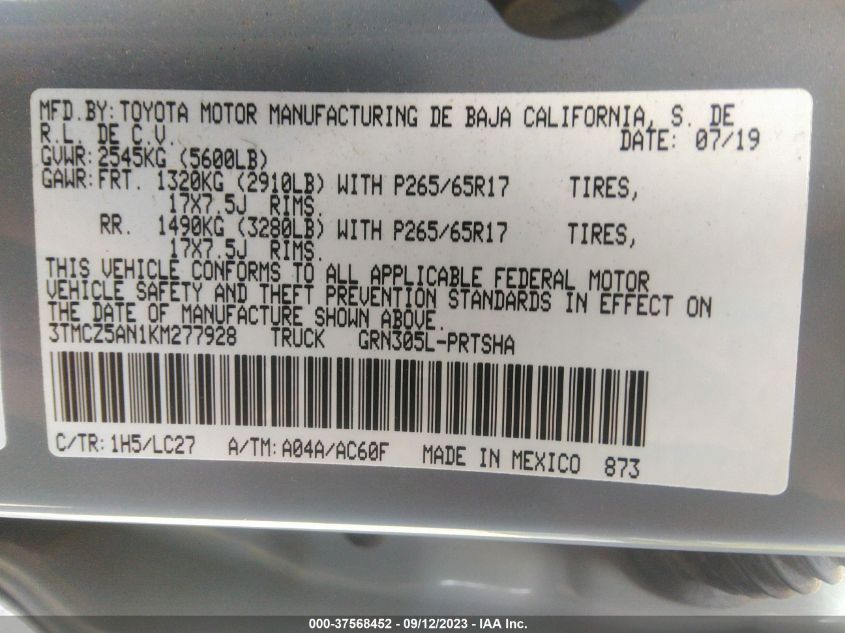 MFD.BY:TOYOTA MOTOR MANUFACTURING DE BAJA CALIFORNIA, S. DE
R.L. DE C.V. DATE: 07/19
GVWR:2545KG (5600LB)
GAWR:FRT. 1320KG (2910LB) WITH P265/65R17 TIRES,
17X7.5J RIMS.
RR. 1490KG (3280LB) WITH P265/65R17 TIRES,
17X7.5J RIMS.
THIS VEHICLE CONFORMS TO ALL APPLICABLE FEDERAL MOTOR
VEHICLE SAFETY AND THEFT PREVENTION STANDARDS IN EFFECT ON
THE DATE OF MANUFACTURE SHOWN ABOVE.
3TMCZ5AN1KM277928 TRUCK GRN305L-PRTSHA
C/TR:1H5/LC27 A/TM:A04A/AC60F MADE IN MEXICO 873
000-37568452 - 09/12/2023 - IAA Inc.